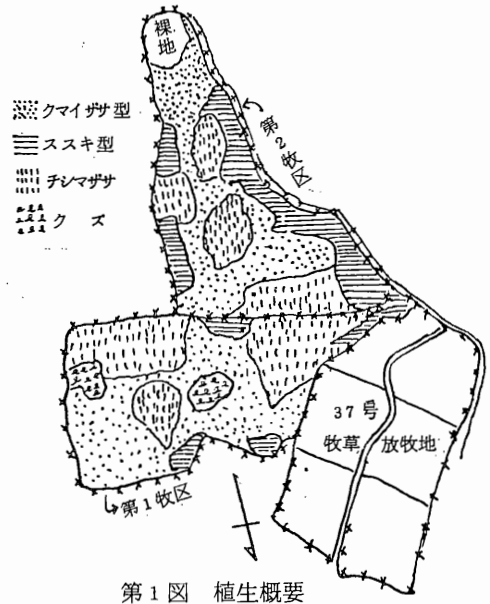 裸地
クマイザサ型
ススキ型
チシマザサ
クズ
第2牧区
37号
牧草放牧地
第1牧区
第1図 植生概要